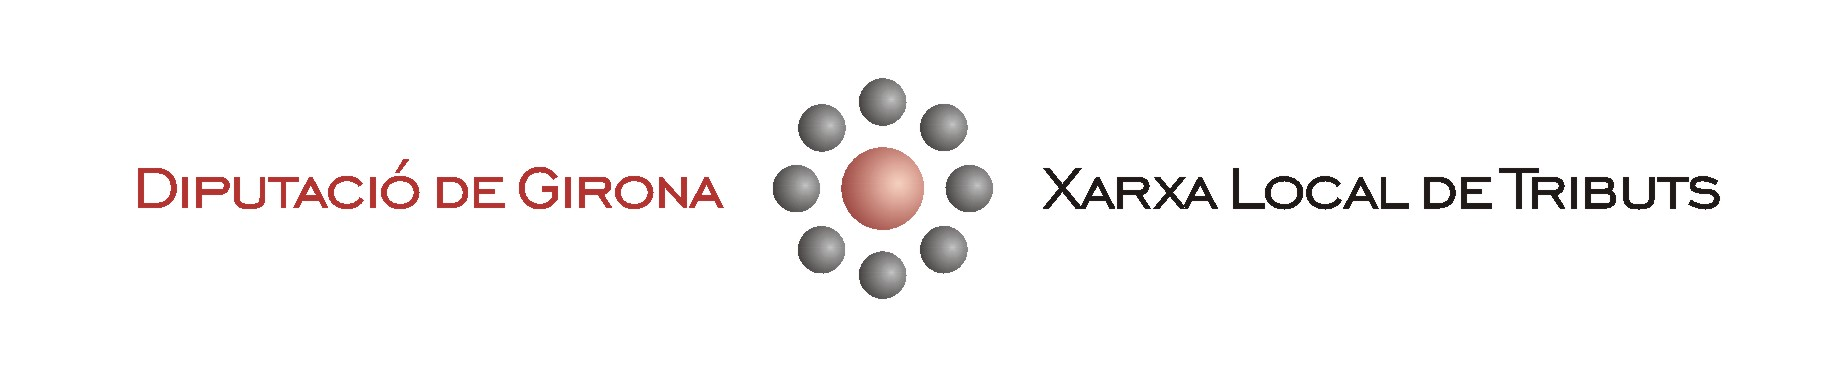 DIPUTACIÓ DE GIRONA XARXA LOCAL DE TRIBUTS